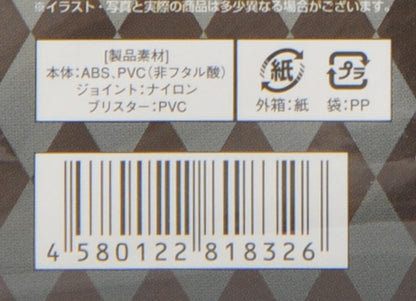 ※イラスト・写真と実際の商品は多少異なる場合がございます。
[製品素材]
本体:ABS、PVC(非フタル酸)
ジョイント:ナイロン
ブリスター:PVC
紙
プラ
外箱:紙 袋:PP
4 580122 818326